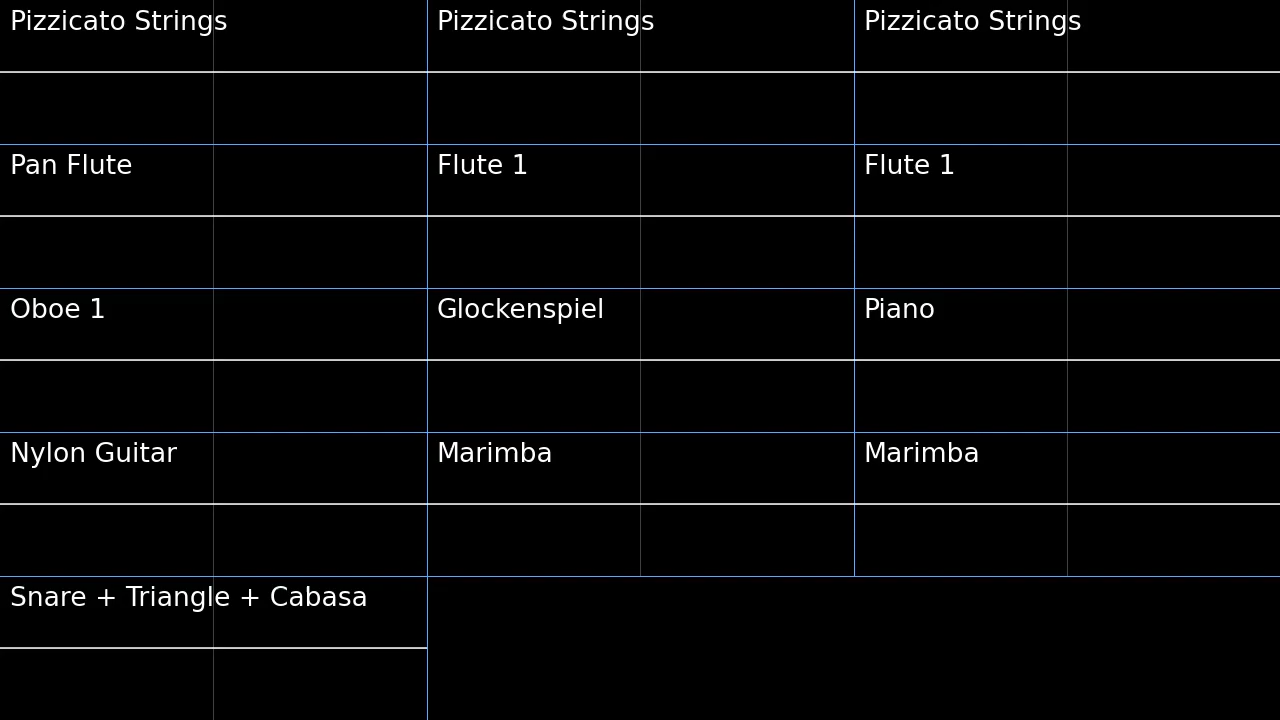 Pizzicato Strings
Pizzicato Strings
Pizzicato Strings
Pan Flute
Flute 1
Flute 1
Oboe 1
Glockenspiel
Piano
Nylon Guitar
Marimba
Marimba
Snare + Triangle + Cabasa